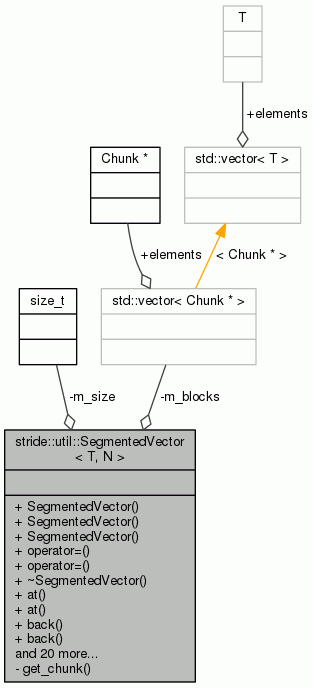 T
+elements
Chunk *
std::vector< T >
+elements
< Chunk * >
size_t
std::vector< Chunk * >
-m_size
-m_blocks
stride::util::SegmentedVector
< T, N >
+ SegmentedVector()
+ SegmentedVector()
+ SegmentedVector()
+ operator=()
+ operator=()
+ ~SegmentedVector()
+ at()
+ at()
+ back()
+ back()
and 20 more...
- get_chunk()